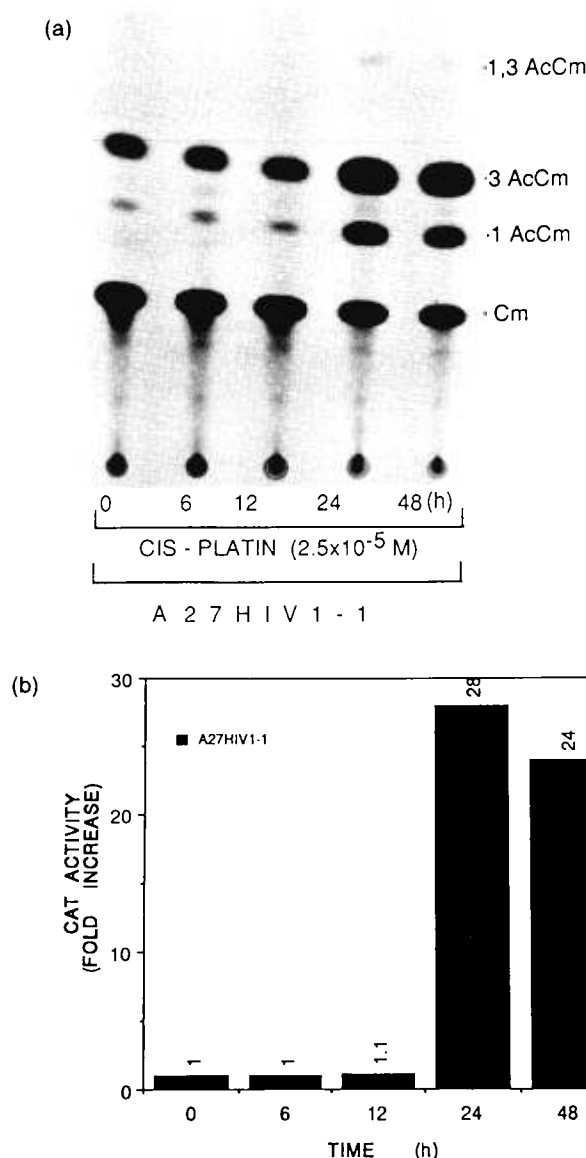 (a)
·1,3 AcCm
·3 AcCm
·1 AcCm
·Cm
0 6 12 24 48 (h)
CIS - PLATIN (2.5x10⁻⁵ M)
A 2 7 H I V 1 - 1
(b)
30
20
10
0
CAT ACTIVITY
(FOLD INCREASE)
A27HIV1-1
1
1
1.1
28
24
0 6 12 24 48
TIME (h)